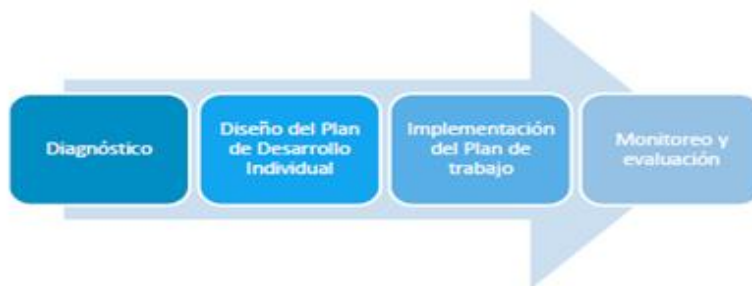 Diagnóstico
Diseño del Plan
de Desarrollo
Individual
Implementación
del Plan de
trabajo
Monitoreo y
evaluación